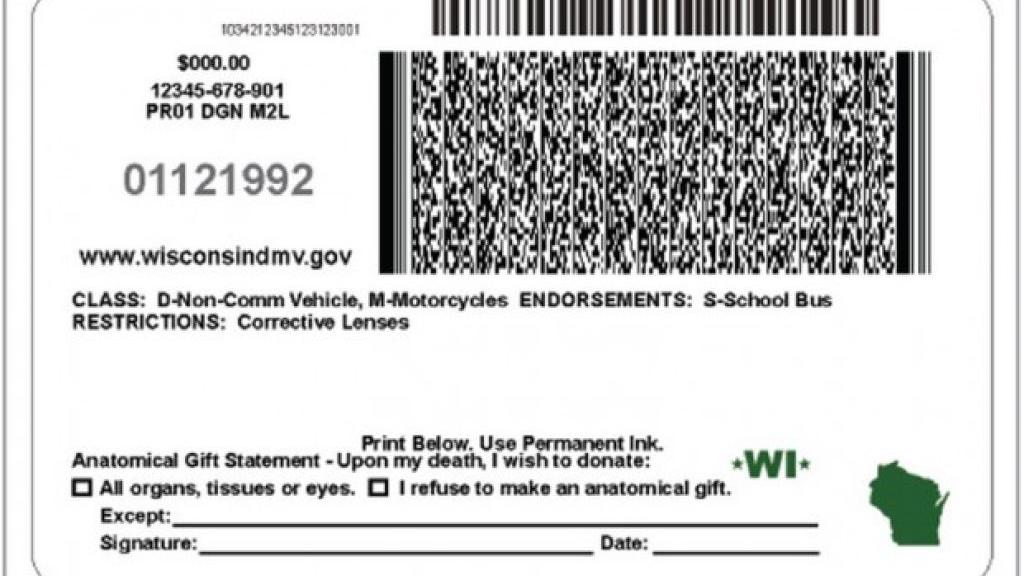 1034212345123123001
$000.00
12345-678-901
PR01 DGN M2L
01121992
www.wisconsindmv.gov
CLASS: D-Non-Comm Vehicle, M-Motorcycles ENDORSEMENTS: S-School Bus
RESTRICTIONS: Corrective Lenses
Print Below. Use Permanent Ink.
Anatomical Gift Statement - Upon my death, I wish to donate:
All organs, tissues or eyes. I refuse to make an anatomical gift.
Except:
Signature: Date:
WI